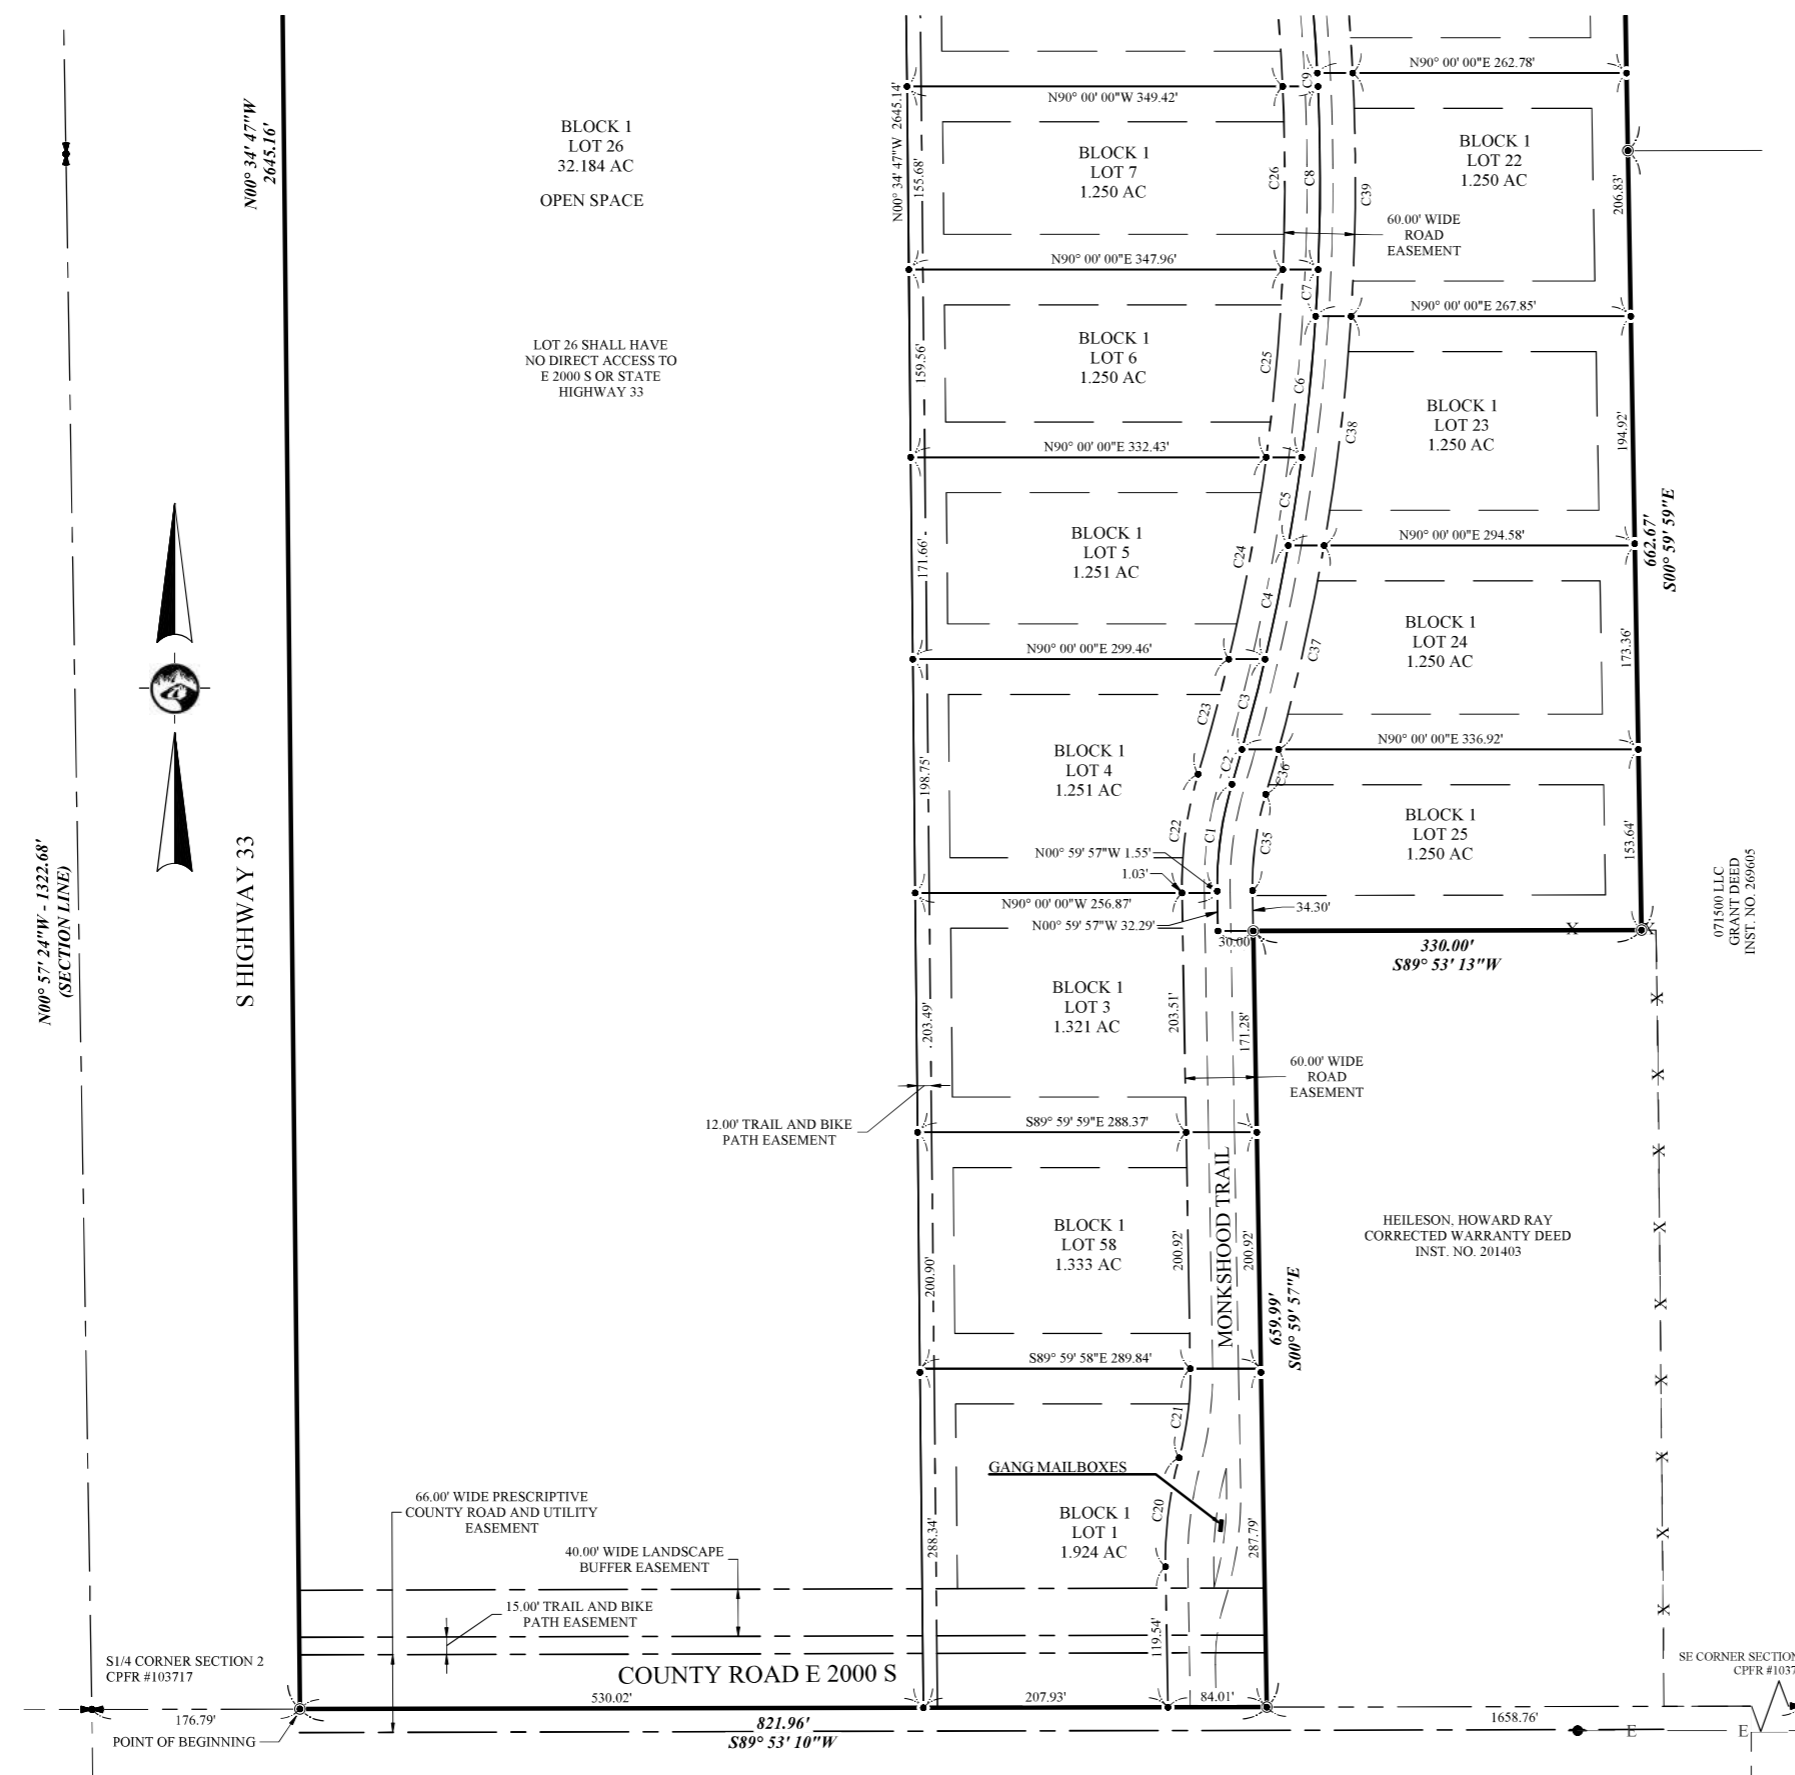 N90° 00' 00"E 262.78'
N90° 00' 00"W 349.42'
N00° 34' 47"W
2645.16'
N00° 34' 47"W 2645.14'
155.68'
BLOCK 1
LOT 26
32.184 AC
OPEN SPACE
BLOCK 1
LOT 7
1.250 AC
C26
C9
C8
C39
BLOCK 1
LOT 22
1.250 AC
206.83'
60.00' WIDE
ROAD
EASEMENT
N90° 00' 00"E 347.96'
C7
N90° 00' 00"E 267.85'
LOT 26 SHALL HAVE
NO DIRECT ACCESS TO
E 2000 S OR STATE
HIGHWAY 33
159.56'
BLOCK 1
LOT 6
1.250 AC
C25
C6
C38
BLOCK 1
LOT 23
1.250 AC
194.92'
N90° 00' 00"E 332.43'
171.66'
BLOCK 1
LOT 5
1.251 AC
C24
C5
C4
N90° 00' 00"E 294.58'
662.67'
S00° 59' 59"E
BLOCK 1
LOT 24
1.250 AC
C37
173.36'
N90° 00' 00"E 299.46'
C23
C3
N90° 00' 00"E 336.92'
198.75'
BLOCK 1
LOT 4
1.251 AC
C2
C36
C22
C1
C35
BLOCK 1
LOT 25
1.250 AC
153.64'
N00° 57' 24"W - 1322.68'
(SECTION LINE)
S HIGHWAY 33
N00° 59' 57"W 1.55'
1.03'
N90° 00' 00"W 256.87'
34.30'
N00° 59' 57"W 32.29'
30.00'
X
X
330.00'
S89° 53' 13"W
071500 LLC
GRANT DEED
INST. NO. 269605
X
BLOCK 1
LOT 3
1.321 AC
203.49'
203.51'
171.28'
60.00' WIDE
ROAD
EASEMENT
X
12.00' TRAIL AND BIKE
PATH EASEMENT
S89° 59' 59"E 288.37'
X
BLOCK 1
LOT 58
1.333 AC
200.90'
200.92'
MONKSHOOD TRAIL
200.92'
659.99'
S00° 59' 57"E
HEILESON, HOWARD RAY
CORRECTED WARRANTY DEED
INST. NO. 201403
X
X
S89° 59' 58"E 289.84'
X
C21
X
GANG MAILBOXES
C20
BLOCK 1
LOT 1
1.924 AC
288.34'
287.79'
X
66.00' WIDE PRESCRIPTIVE
COUNTY ROAD AND UTILITY
EASEMENT
40.00' WIDE LANDSCAPE
BUFFER EASEMENT
15.00' TRAIL AND BIKE
PATH EASEMENT
X
119.54'
S1/4 CORNER SECTION 2
CPFR #103717
COUNTY ROAD E 2000 S
SE CORNER SECTION
CPFR #1037
530.02'
207.93'
84.01'
176.79'
1658.76'
821.96'
S89° 53' 10"W
POINT OF BEGINNING
E
E